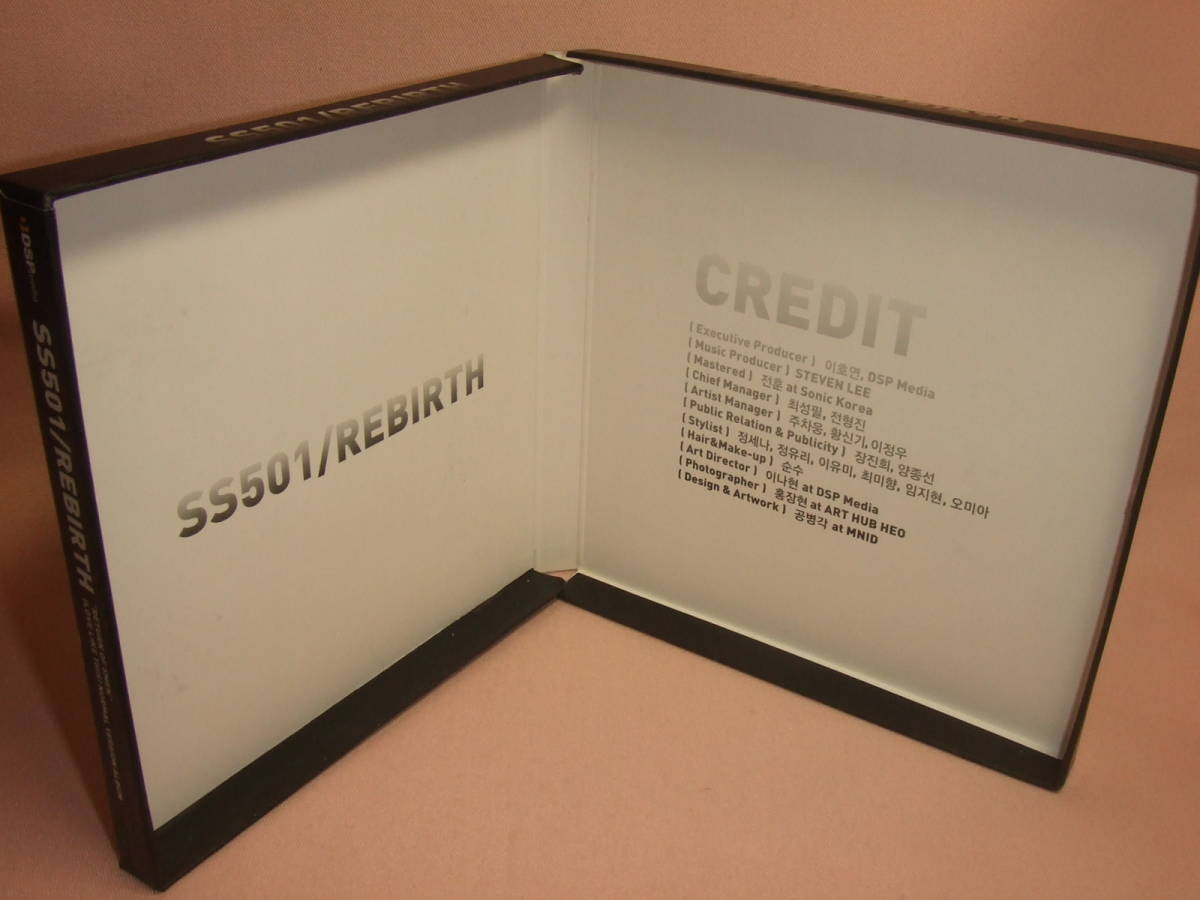 SS501/REBIRTH
DSPmedia
SS501/REBIRTH
SS501/REBIRTH
CREDIT
[ Executive Producer ] 이호연, DSP Media
[ Music Producer ] STEVEN LEE
[ Mastered ] 전훈 at Sonic Korea
[ Chief Manager ] 최성필, 전형진
[ Artist Manager ] 주차웅, 황신기, 이정우
[ Public Relation & Publicity ] 장진희, 양종선
[ Stylist ] 정세나, 정유리, 이유미, 최미향, 임지현, 오미아
[ Hair&Make-up ] 순수
[ Art Director ] 이나현 at DSP Media
[ Photographer ] 홍장현 at ART HUB HEO
[ Design & Artwork ] 공병각 at MNID